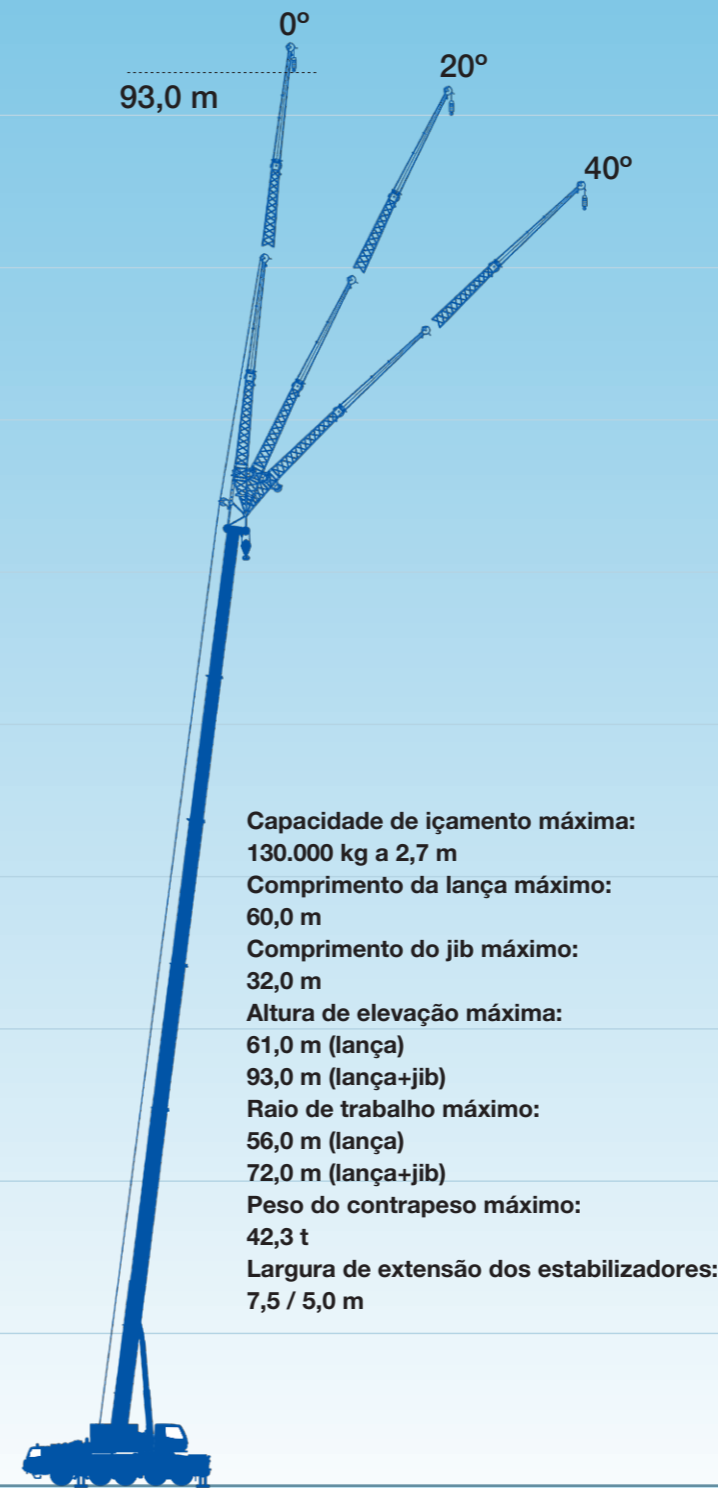 0º
93,0 m
20º
40º
Capacidade de içamento máxima:
130.000 kg a 2,7 m
Comprimento da lança máximo:
60,0 m
Comprimento do jib máximo:
32,0 m
Altura de elevação máxima:
61,0 m (lança)
93,0 m (lança+jib)
Raio de trabalho máximo:
56,0 m (lança)
72,0 m (lança+jib)
Peso do contrapeso máximo:
42,3 t
Largura de extensão dos estabilizadores:
7,5 / 5,0 m